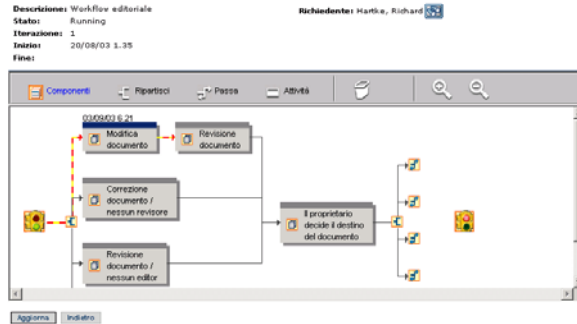 Descrizione: Workflow editoriale
Richiedente: Hartke, Richard
Stato: Running
Iterazione: 1
Inizio: 20/08/03 1.35
Fine:
Componenti Ripartisci Passa Attività
03/09/03 6.21
Modifica
documento
Revisione
documento
Correzione
documento /
nessun revisore
Il proprietario
decide il destino
del documento
Revisione
documento /
nessun editor
Aggiorna Indietro